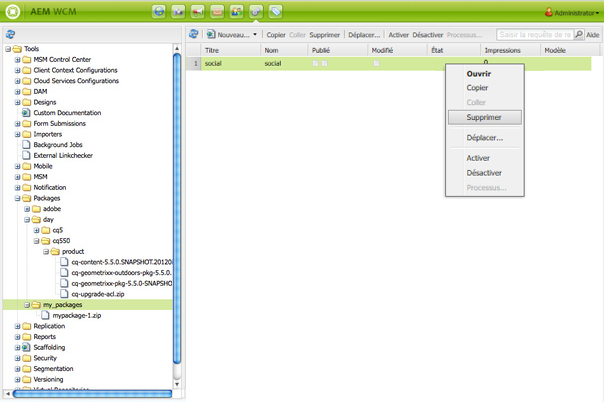 AEM WCM
Administrator
Nouveau... Copier Coller Supprimer Déplacer... Activer Désactiver Processus... Saisir la requête de re Aide
Titre Nom Publié Modifié État Impressions Modèle
1 social social 0
Ouvrir
Copier
Coller
Supprimer
Déplacer...
Activer
Désactiver
Processus...
Tools
MSM Control Center
Client Context Configurations
Cloud Services Configurations
DAM
Designs
Custom Documentation
Form Submissions
Importers
Background Jobs
External Linkchecker
Mobile
MSM
Notification
Packages
adobe
day
cq5
cq550
product
cq-content-5.5.0.SNAPSHOT.20120
cq-geometrixx-outdoors-pkg-5.5.0.
cq-geometrixx-pkg-5.5.0-SNAPSHO
cq-upgrade-acl.zip
my_packages
mypackage-1.zip
Replication
Reports
Scaffolding
Security
Segmentation
Versioning
Virtual Repositories